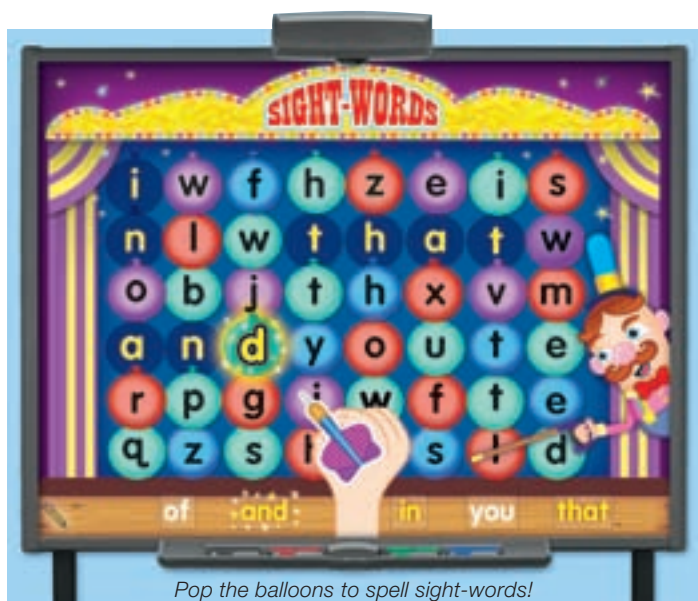 SIGHT-WORDS
i w f h z e i s
n l w t h a t w
o b j t h x v m
a n d y o u t e
r p g i w f t e
q z s s l d
of and in you that
Pop the balloons to spell sight-words!